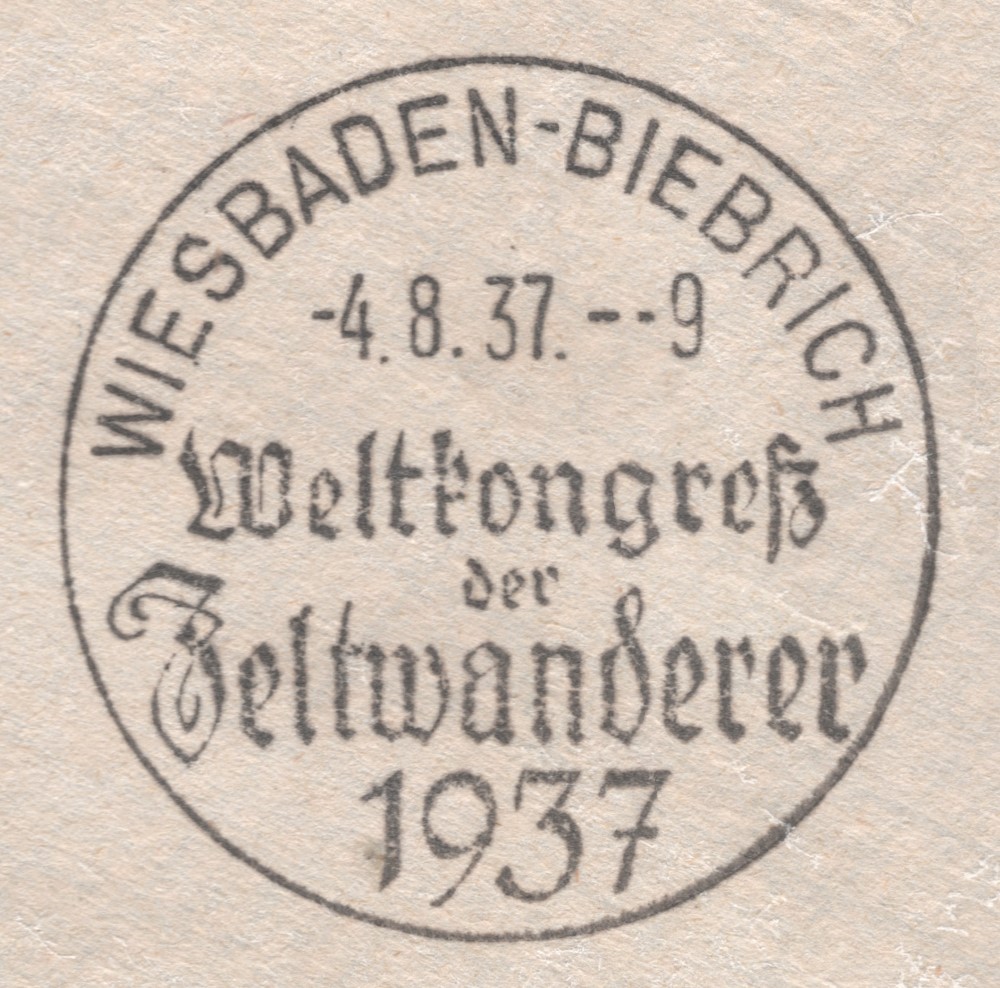 WIESBADEN-BIEBRICH
-4.8.37.--9
Weltkongreß
der
Zeltwanderer
1937